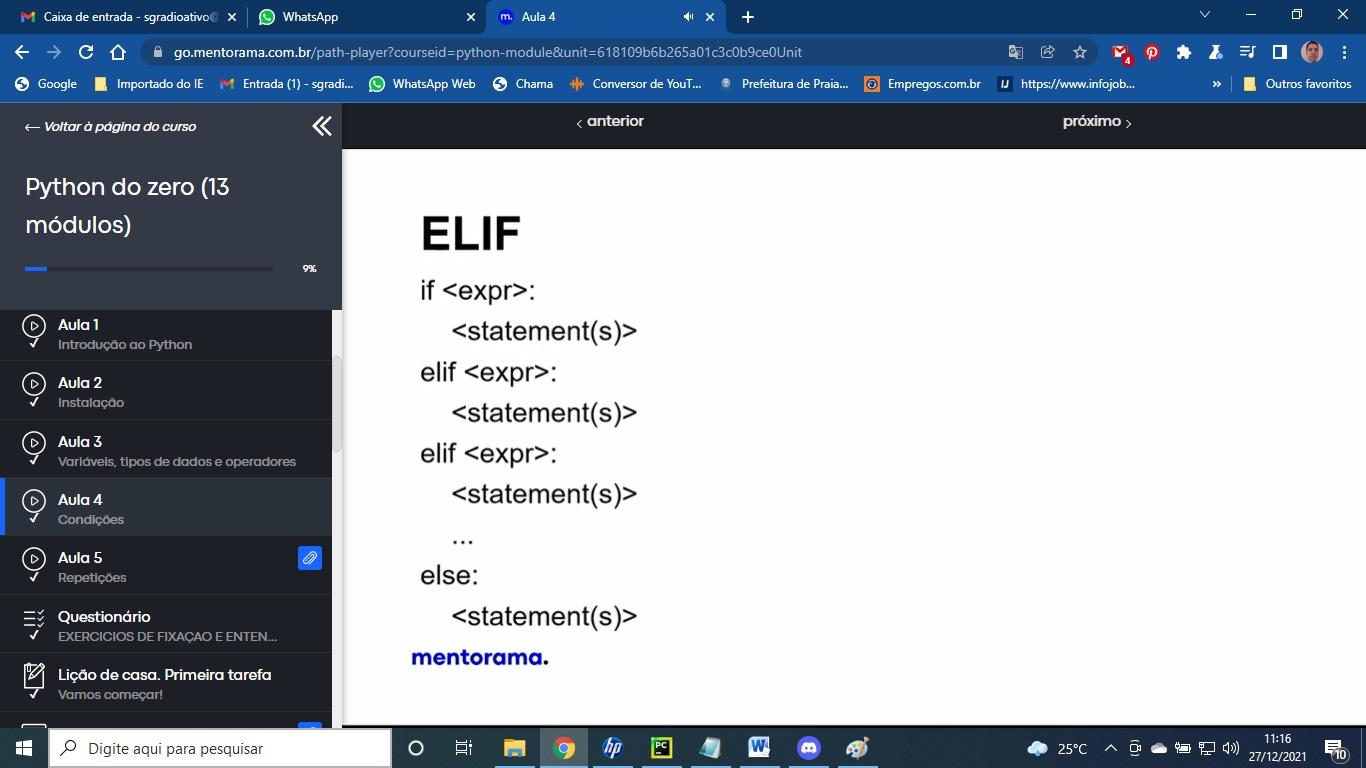 Caixa de entrada - sgradioativo@
WhatsApp
Aula 4
go.mentorama.com.br/path-player?courseid=python-module&unit=618109b6b265a01c3c0b9ce0Unit
4
Google
Importado do IE
Entrada (1) - sgradi...
WhatsApp Web
Chama
Conversor de YouT...
Prefeitura de Praia...
Empregos.com.br
https://www.infojob...
»
Outros favoritos
← Voltar à página do curso
‹ anterior
próximo ›
Python do zero (13
módulos)
9%
Aula 1
Introdução ao Python
Aula 2
Instalação
Aula 3
Variáveis, tipos de dados e operadores
Aula 4
Condições
Aula 5
Repetições
Questionário
EXERCICIOS DE FIXAÇAO E ENTEN...
Lição de casa. Primeira tarefa
Vamos começar!
ELIF
if <expr>:
<statement(s)>
elif <expr>:
<statement(s)>
elif <expr>:
<statement(s)>
...
else:
<statement(s)>
mentorama.
Digite aqui para pesquisar
25°C
11:16
27/12/2021
10